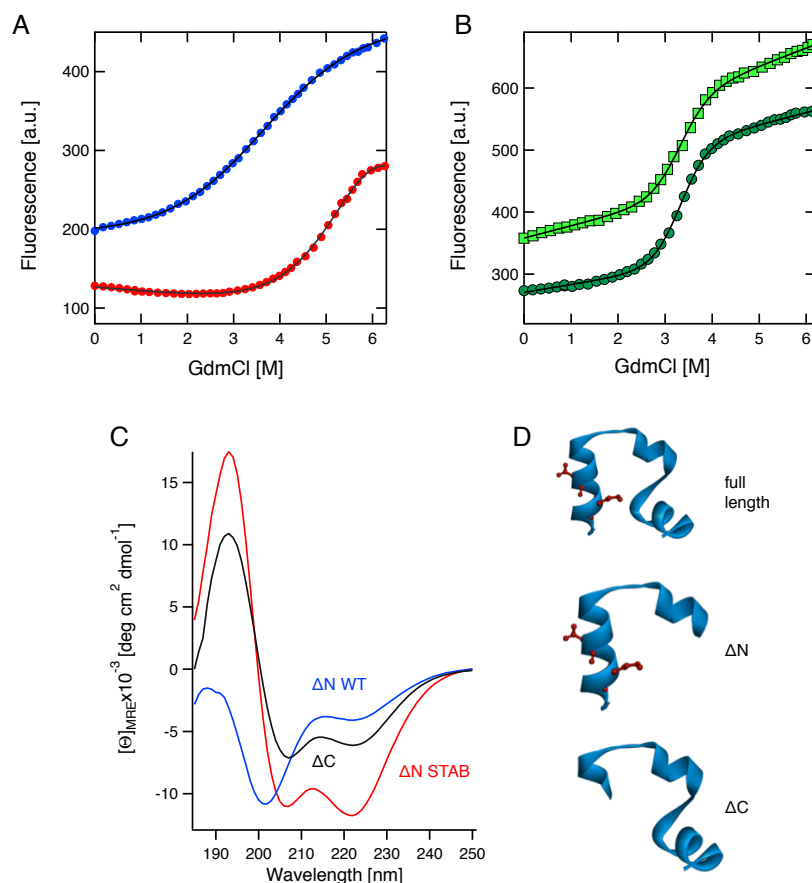 A
Fluorescence [a.u.]
400
300
200
100
0 1 2 3 4 5 6
GdmCl [M]
B
Fluorescence [a.u.]
600
500
400
300
0 1 2 3 4 5 6
GdmCl [M]
C
[Θ]MREx10-3 [deg cm2 dmol-1]
15
10
5
0
-5
-10
ΔN WT
ΔC
ΔN STAB
190 200 210 220 230 240 250
Wavelength [nm]
D
full
length
ΔN
ΔC